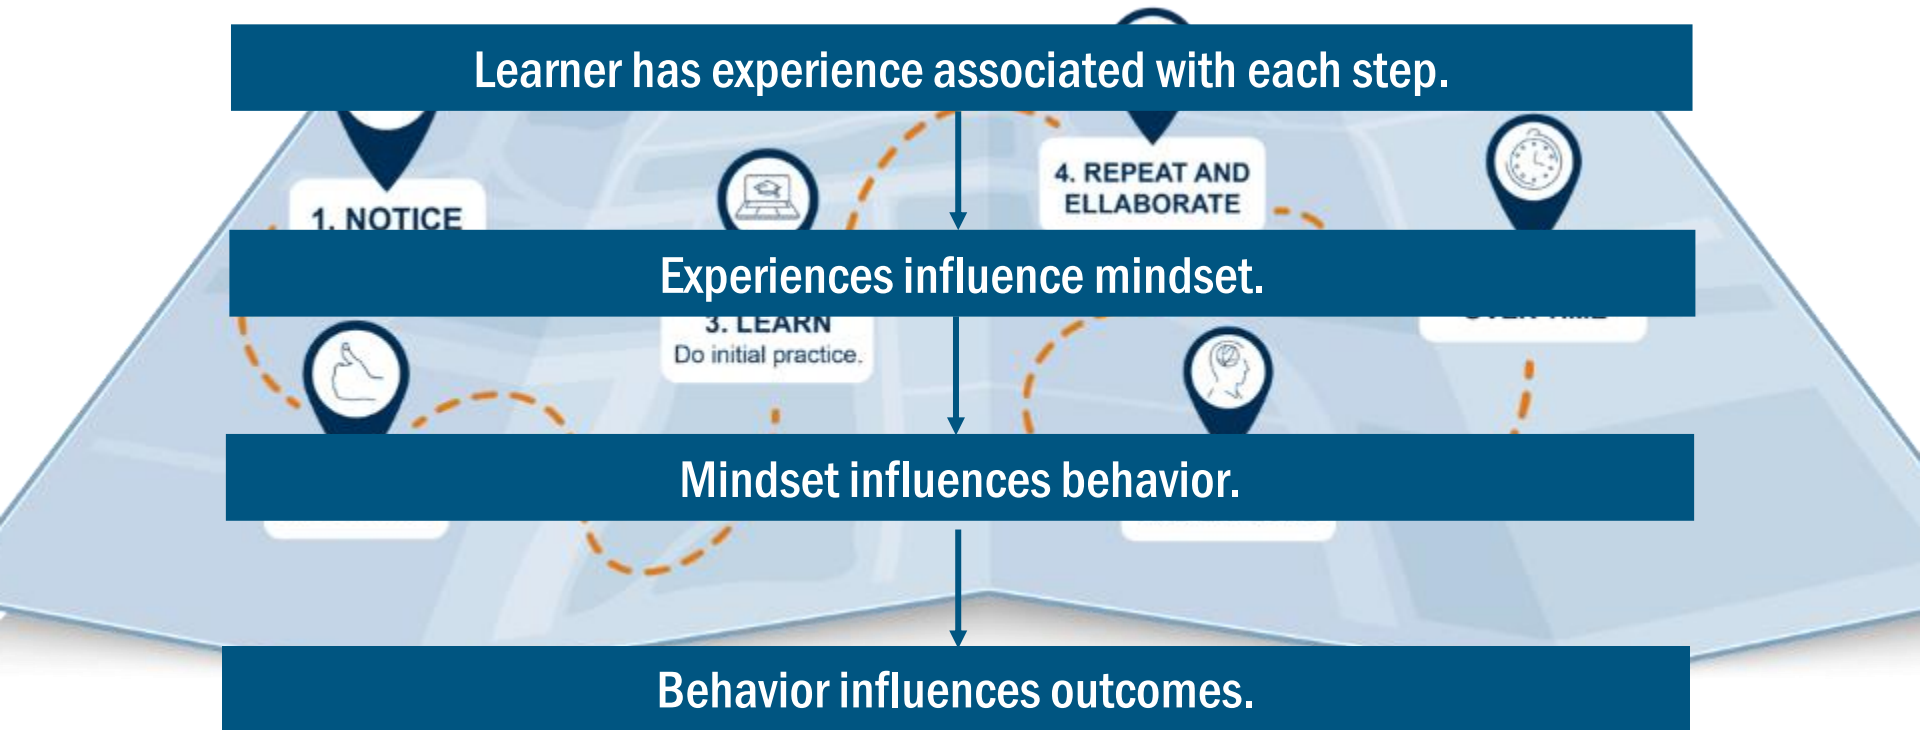 Learner has experience associated with each step.
4. REPEAT AND
ELLABORATE
1. NOTICE
Experiences influence mindset.
3. LEARN
Do initial practice.
Mindset influences behavior.
Behavior influences outcomes.